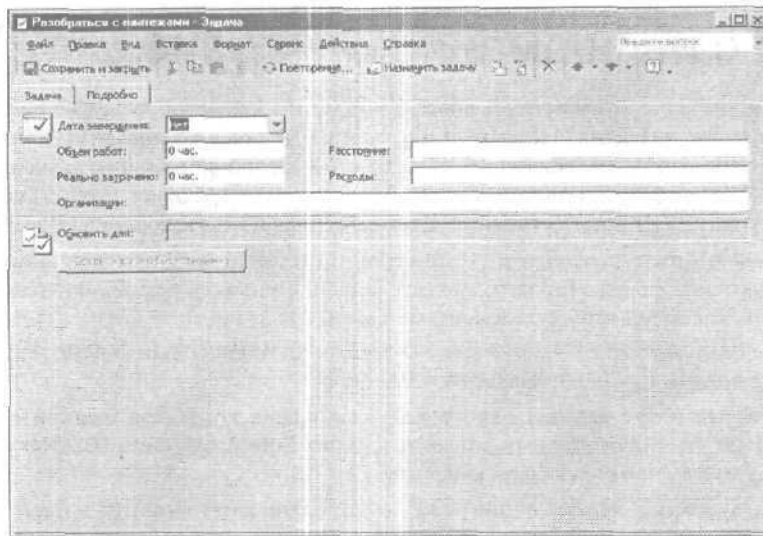 Разобраться с платежами - Задача
Файл Правка Вид Вставка Формат Сервис Действия Справка
Сохранить и закрыть Повторение... Назначить задачу
Задача Подробно
Дата завершения: Нет
Объем работ: 0 час. Расстояние:
Реально затрачено: 0 час. Расходы:
Организации:
Обновить для: